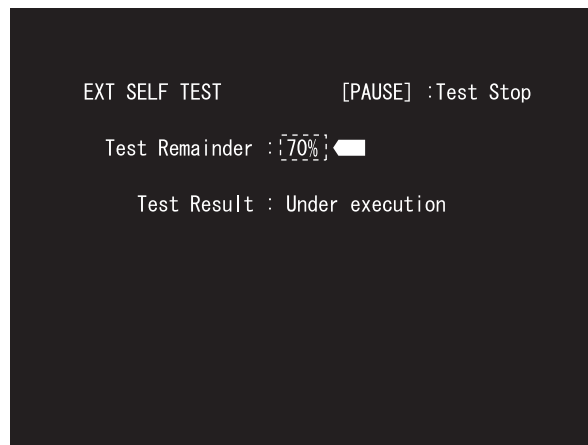 EXT SELF TEST [PAUSE] :Test Stop
Test Remainder : 70%
Test Result : Under execution